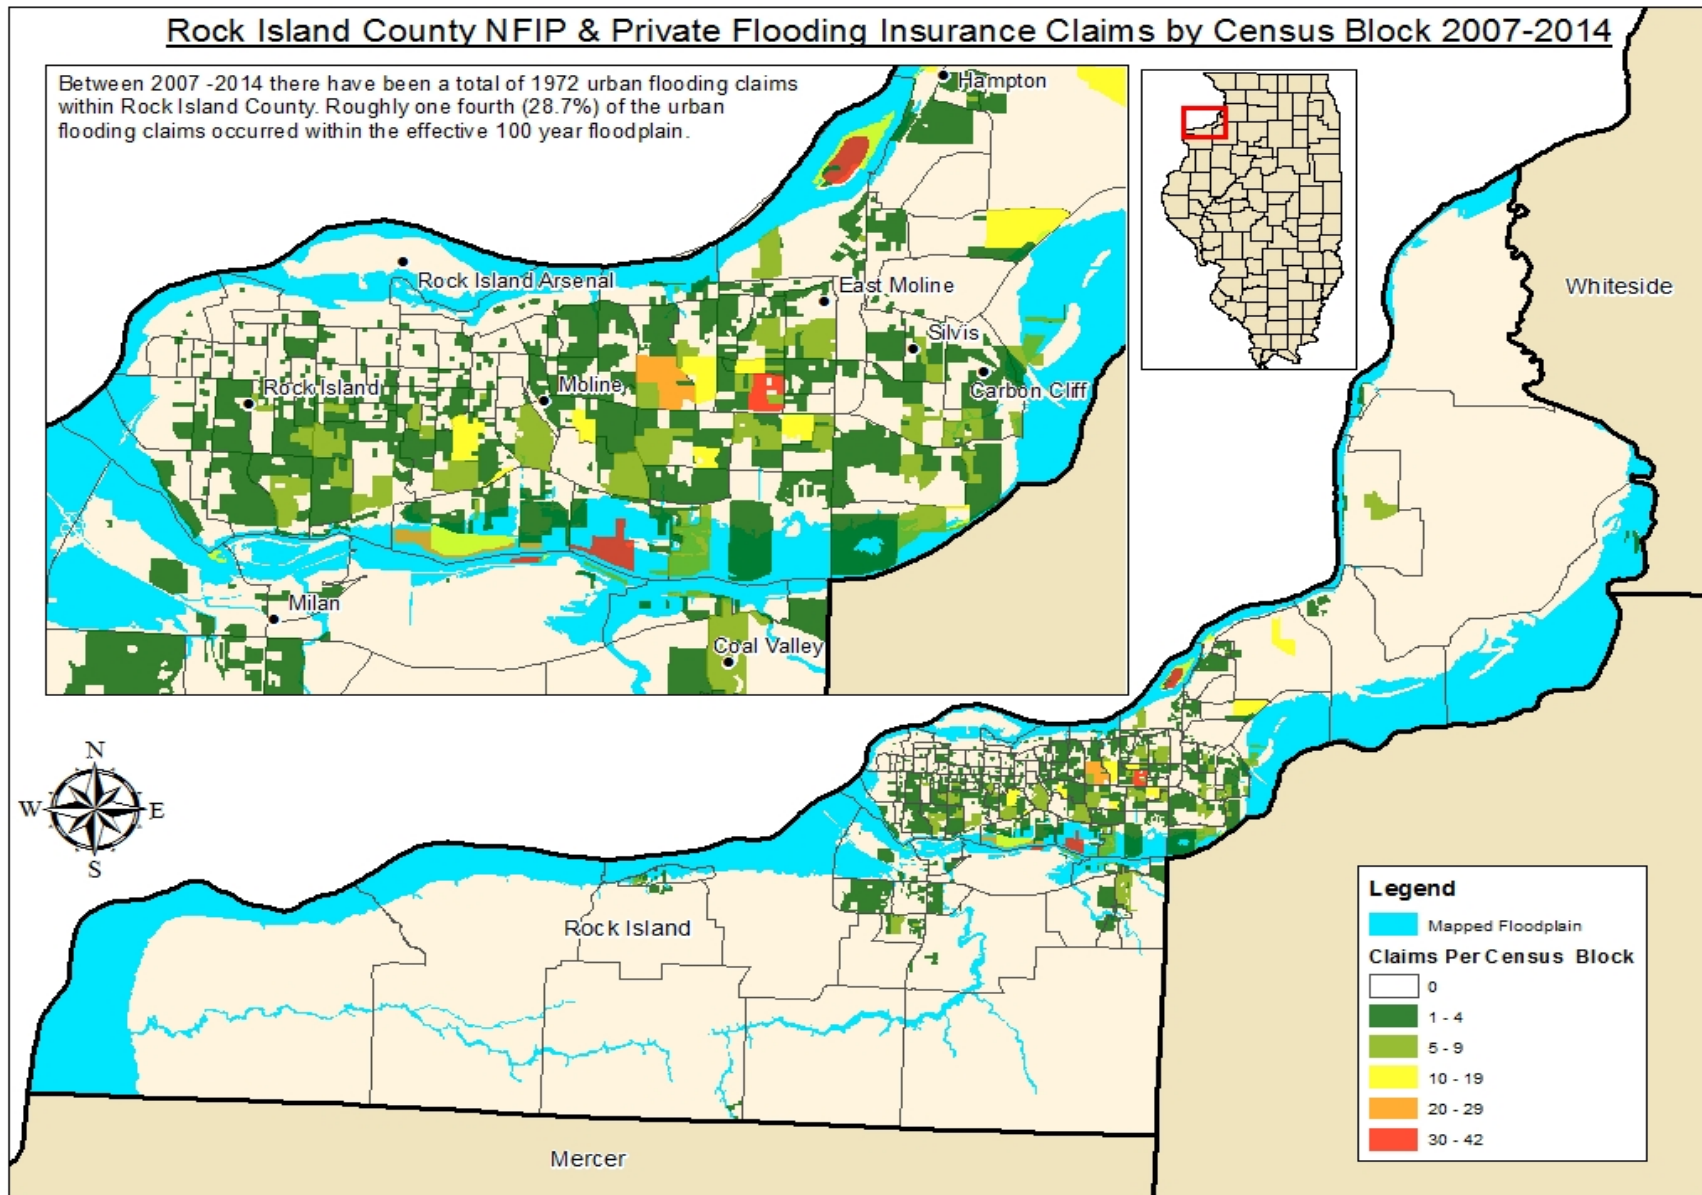 Rock Island County NFIP & Private Flooding Insurance Claims by Census Block 2007-2014
Between 2007 -2014 there have been a total of 1972 urban flooding claims
within Rock Island County. Roughly one fourth (28.7%) of the urban
flooding claims occurred within the effective 100 year floodplain.
Hampton
Rock Island Arsenal
East Moline
Silvis
Rock Island
Moline
Carbon Cliff
Milan
Coal Valley
Whiteside
N
W
E
S
Rock Island
Mercer
Legend
Mapped Floodplain
Claims Per Census Block
0
1 - 4
5 - 9
10 - 19
20 - 29
30 - 42